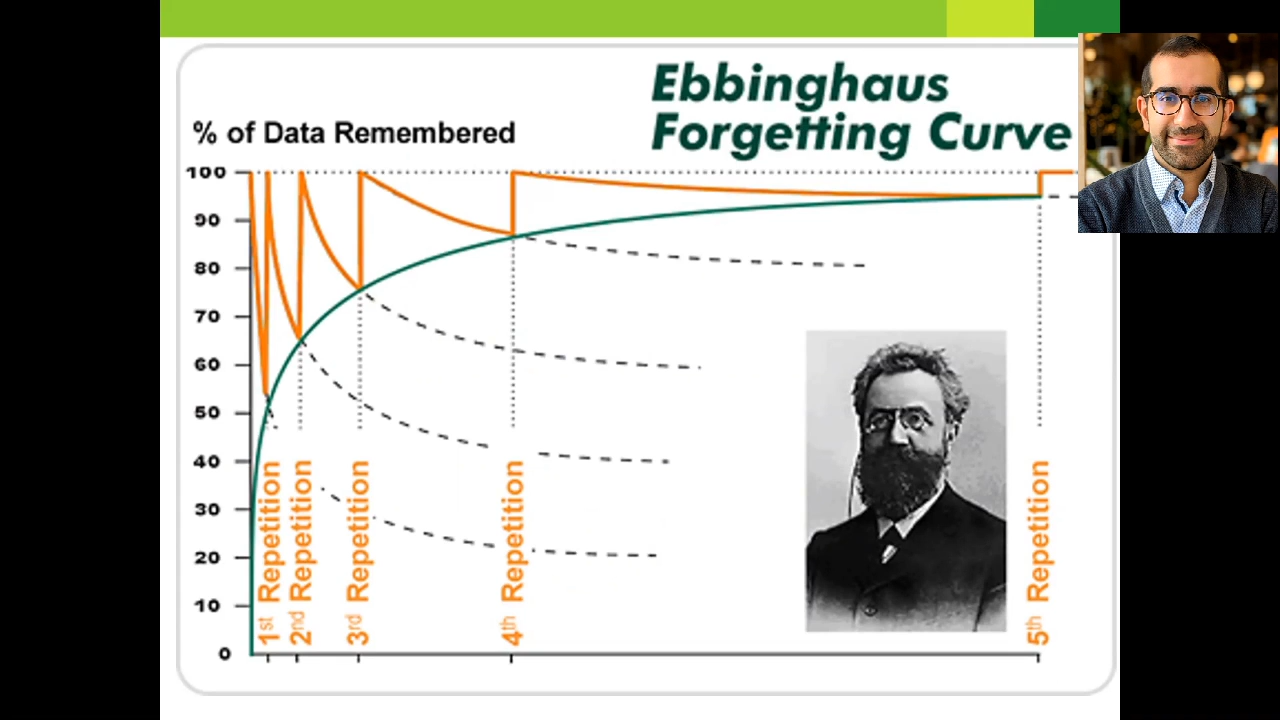 Ebbinghaus
Forgetting Curve
% of Data Remembered
100
90
80
70
60
50
40
30
20
10
0
1st Repetition
2nd Repetition
3rd Repetition
4th Repetition
5th Repetition